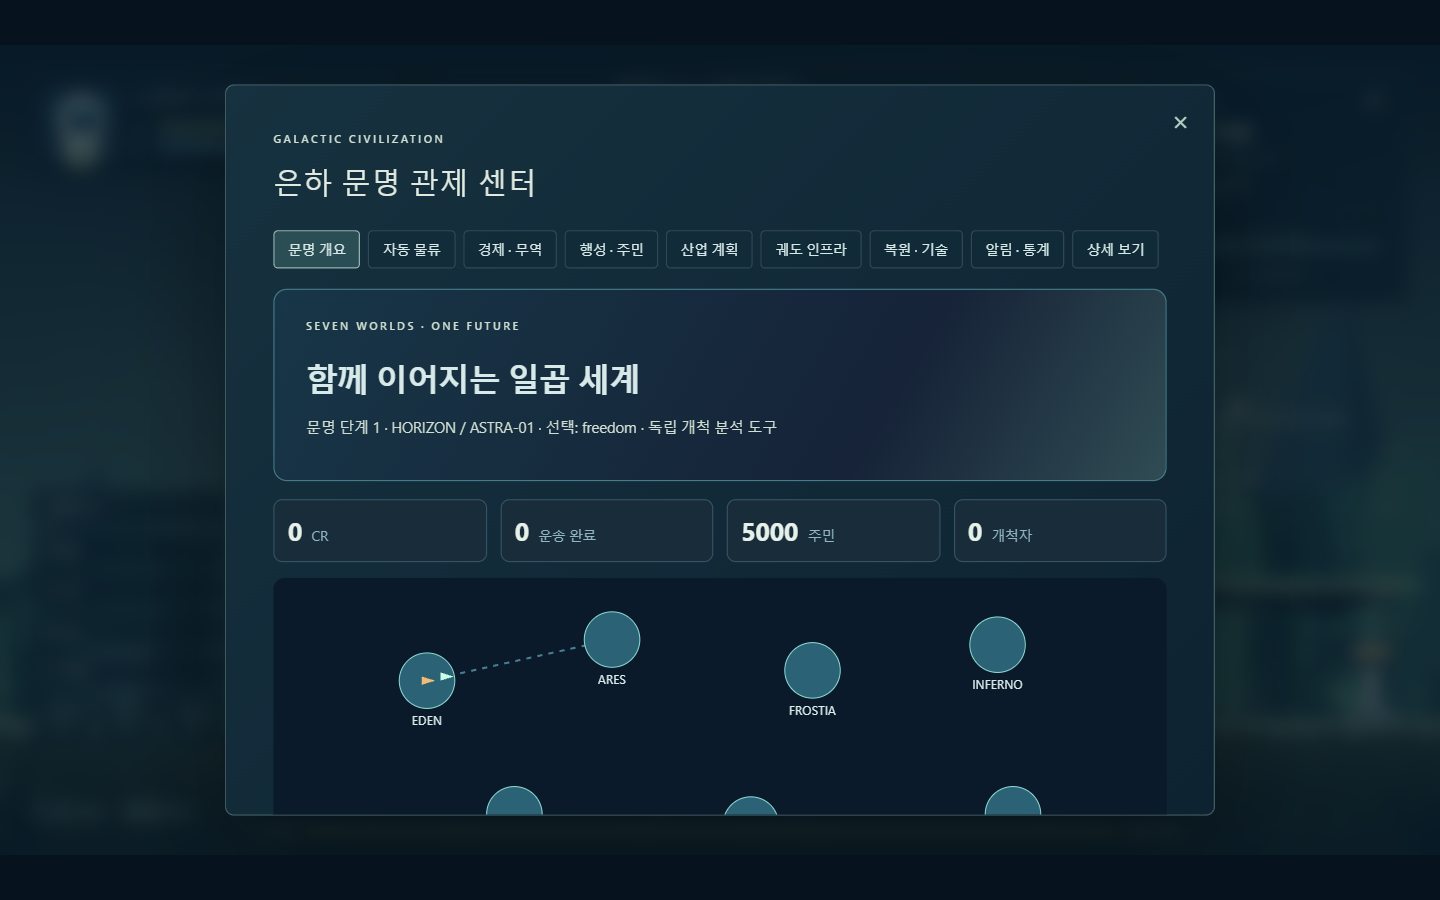 GALACTIC CIVILIZATION
은하 문명 관제 센터
문명 개요 자동 물류 경제 · 무역 행성 · 주민 산업 계획 궤도 인프라 복원 · 기술 알림 · 통계 상세 보기
SEVEN WORLDS · ONE FUTURE
함께 이어지는 일곱 세계
문명 단계 1 · HORIZON / ASTRA-01 · 선택: freedom · 독립 개척 분석 도구
0 CR 0 운송 완료 5000 주민 0 개척자
ARES
INFERNO
FROSTIA
EDEN